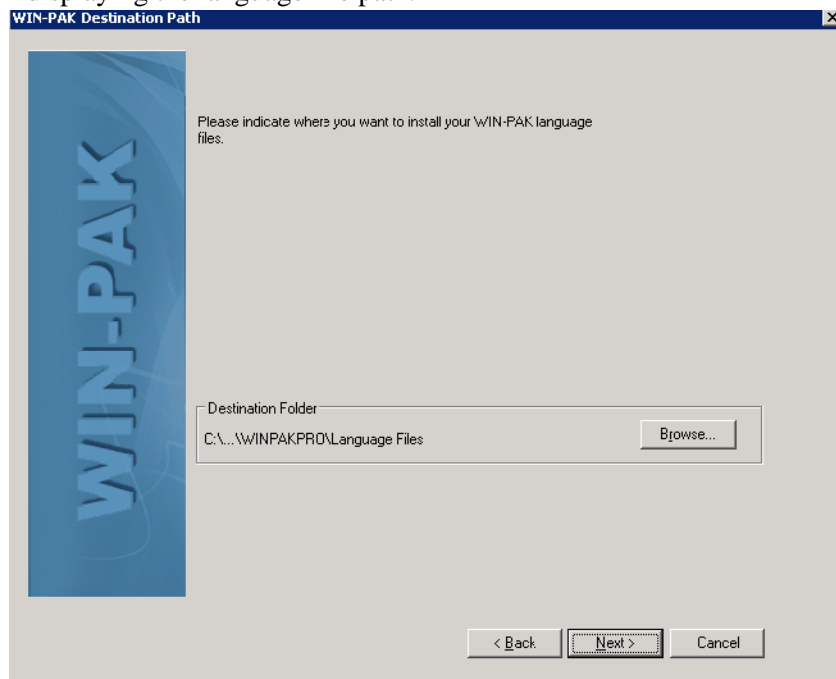 WIN-PAK Destination Path
WIN-PAK
Please indicate where you want to install your WIN-PAK language
files.
Destination Folder
C:\...\WINPAKPRO\Language Files
Browse...
< Back
Next >
Cancel